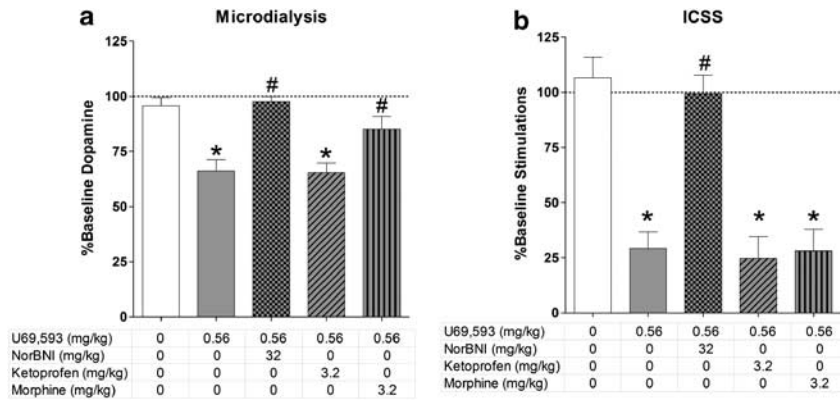 a
Microdialysis
%Baseline Dopamine
125
100
75
50
25
0
*
#
*
#
U69,593 (mg/kg) 0 0.56 0.56 0.56 0.56
NorBNI (mg/kg) 0 0 32 0 0
Ketoprofen (mg/kg) 0 0 0 3.2 0
Morphine (mg/kg) 0 0 0 0 3.2
b
ICSS
%Baseline Stimulations
125
100
75
50
25
0
*
#
*
*
U69,593 (mg/kg) 0 0.56 0.56 0.56 0.56
NorBNI (mg/kg) 0 0 32 0 0
Ketoprofen (mg/kg) 0 0 0 3.2 0
Morphine (mg/kg) 0 0 0 0 3.2